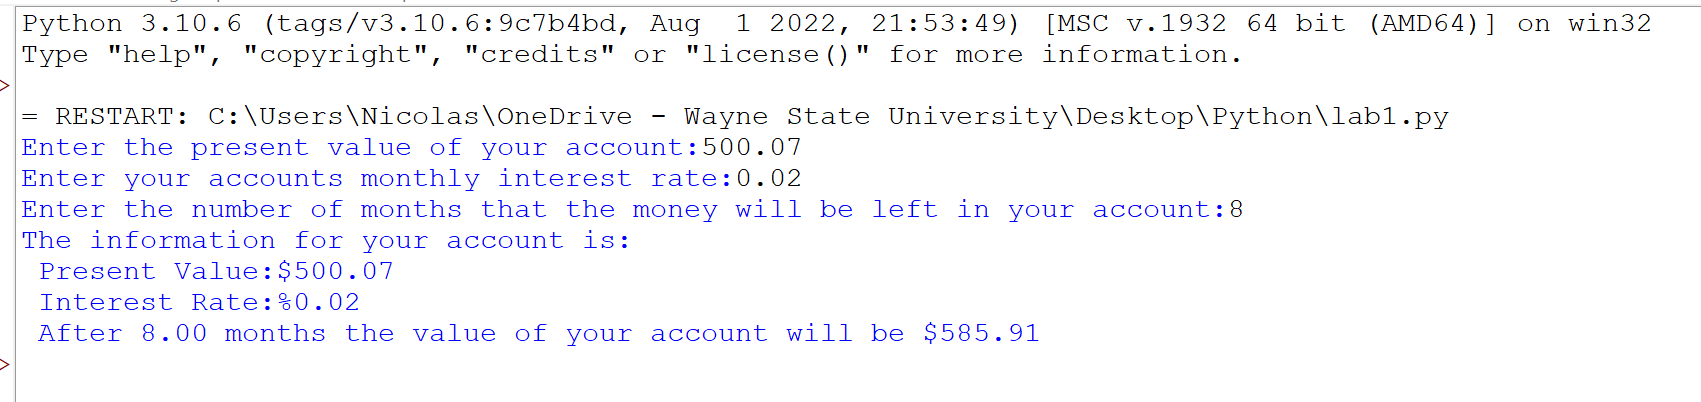 Python 3.10.6 (tags/v3.10.6:9c7b4bd, Aug  1 2022, 21:53:49) [MSC v.1932 64 bit (AMD64)] on win32
Type "help", "copyright", "credits" or "license()" for more information.
>
= RESTART: C:\Users\Nicolas\OneDrive - Wayne State University\Desktop\Python\lab1.py
Enter the present value of your account:500.07
Enter your accounts monthly interest rate:0.02
Enter the number of months that the money will be left in your account:8
The information for your account is:
 Present Value:$500.07
 Interest Rate:%0.02
 After 8.00 months the value of your account will be $585.91
>